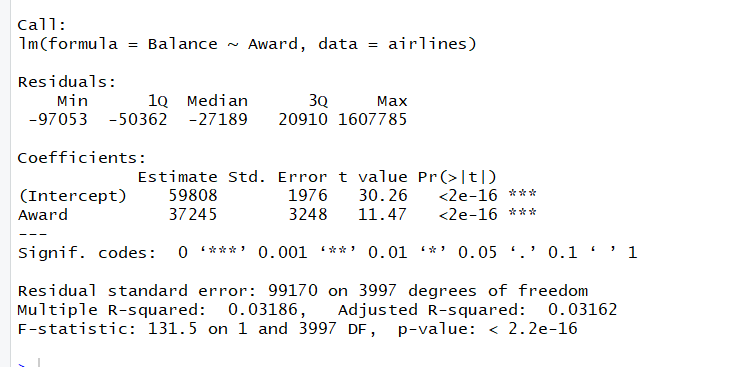 Call:
lm(formula = Balance ~ Award, data = airlines)
Residuals:
Min 1Q Median 3Q Max
-97053 -50362 -27189 20910 1607785
Coefficients:
Estimate Std. Error t value Pr(>|t|)
(Intercept) 59808 1976 30.26 <2e-16 ***
Award 37245 3248 11.47 <2e-16 ***
---
Signif. codes: 0 ‘***’ 0.001 ‘**’ 0.01 ‘*’ 0.05 ‘.’ 0.1 ‘ ’ 1
Residual standard error: 99170 on 3997 degrees of freedom
Multiple R-squared: 0.03186, Adjusted R-squared: 0.03162
F-statistic: 131.5 on 1 and 3997 DF, p-value: < 2.2e-16
>